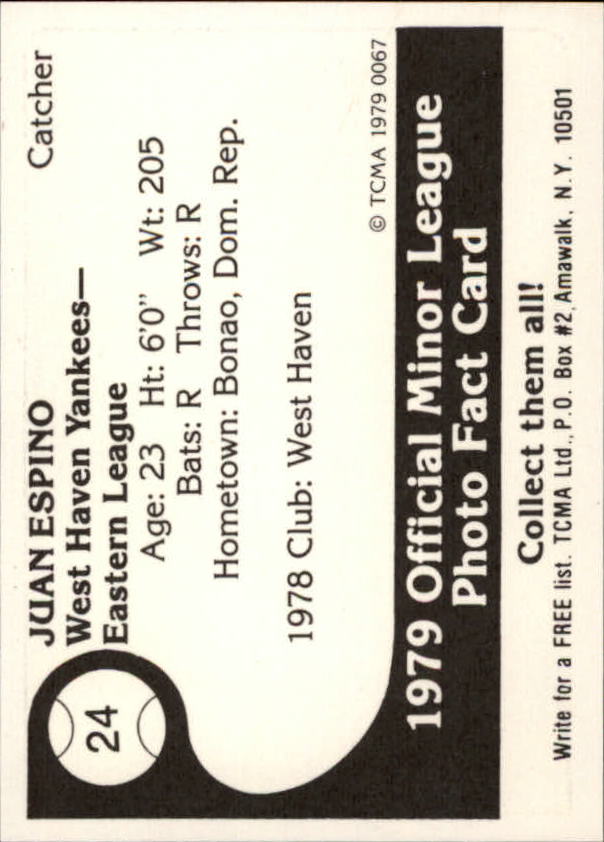 24
JUAN ESPINO Catcher
West Haven Yankees—
Eastern League
Age: 23 Ht: 6'0" Wt: 205
Bats: R Throws: R
Hometown: Bonao, Dom. Rep.
1978 Club: West Haven
© TCMA 1979 0067
1979 Official Minor League
Photo Fact Card
Collect them all!
Write for a FREE list. TCMA Ltd., P.O. Box #2, Amawalk, N.Y. 10501